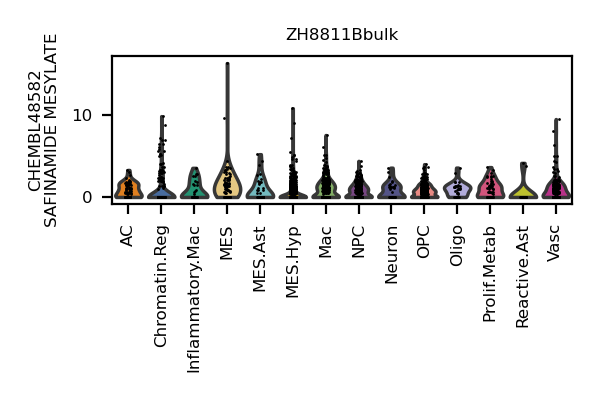 ZH8811Bbulk
CHEMBL48582
SAFINAMIDE MESYLATE
10
0
AC
Chromatin.Reg
Inflammatory.Mac
MES
MES.Ast
MES.Hyp
Mac
NPC
Neuron
OPC
Oligo
Prolif.Metab
Reactive.Ast
Vasc